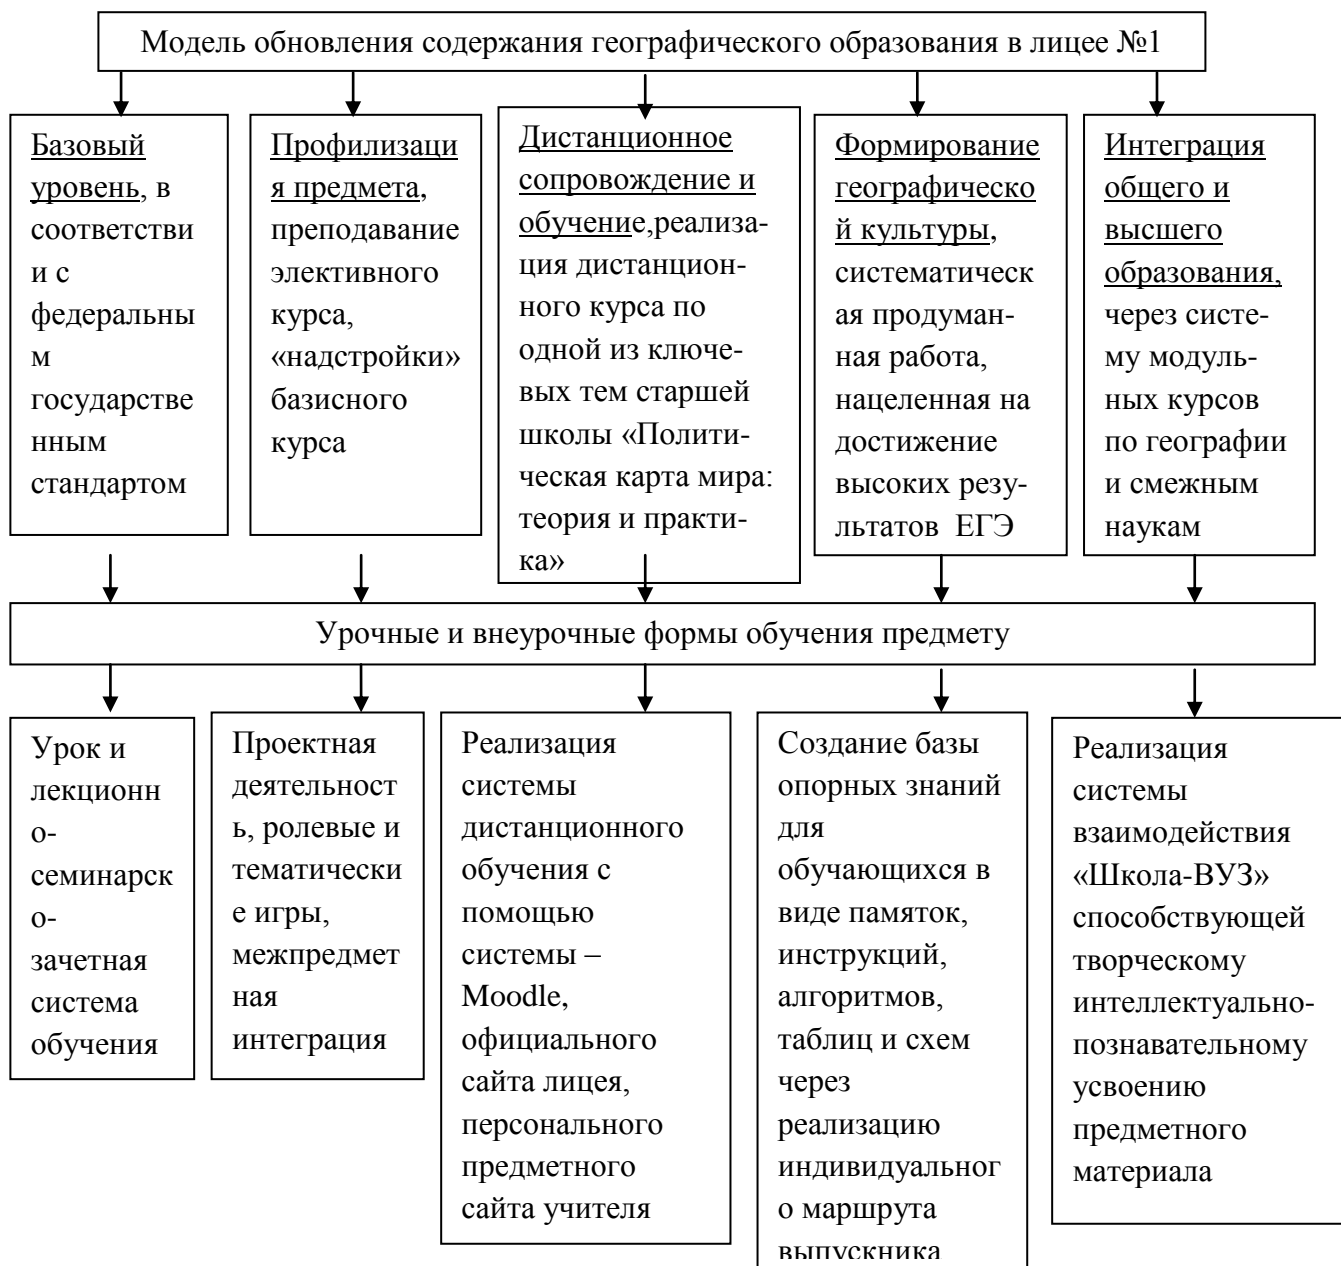 Модель обновления содержания географического образования в лицее №1
Базовый
уровень, в
соответстви
и с
федеральны
м
государстве
нным
стандартом
Профилизаци
я предмета,
преподавание
элективного
курса,
«надстройки»
базисного
курса
Дистанционное
сопровождение и
обучение,реализа-
ция дистанцион-
ного курса по
одной из ключе-
вых тем старшей
школы «Полити-
ческая карта мира:
теория и практи-
ка»
Формирование
географическо
й культуры,
систематическ
ая продуман-
ная работа,
нацеленная на
достижение
высоких резу-
льтатов ЕГЭ
Интеграция
общего и
высшего
образования,
через систе-
му модуль-
ных курсов
по географии
и смежным
наукам
Урочные и внеурочные формы обучения предмету
Урок и
лекционн
о-
семинарск
о-
зачетная
система
обучения
Проектная
деятельност
ь, ролевые и
тематически
е игры,
межпредмет
ная
интеграция
Реализация
системы
дистанционного
обучения с
помощью
системы –
Moodle,
официального
сайта лицея,
персонального
предметного
сайта учителя
Создание базы
опорных знаний
для
обучающихся в
виде памяток,
инструкций,
алгоритмов,
таблиц и схем
через
реализацию
индивидуальног
о маршрута
выпускника
Реализация
системы
взаимодействия
«Школа-ВУЗ»
способствующей
творческому
интеллектуально-
познавательному
усвоению
предметного
материала